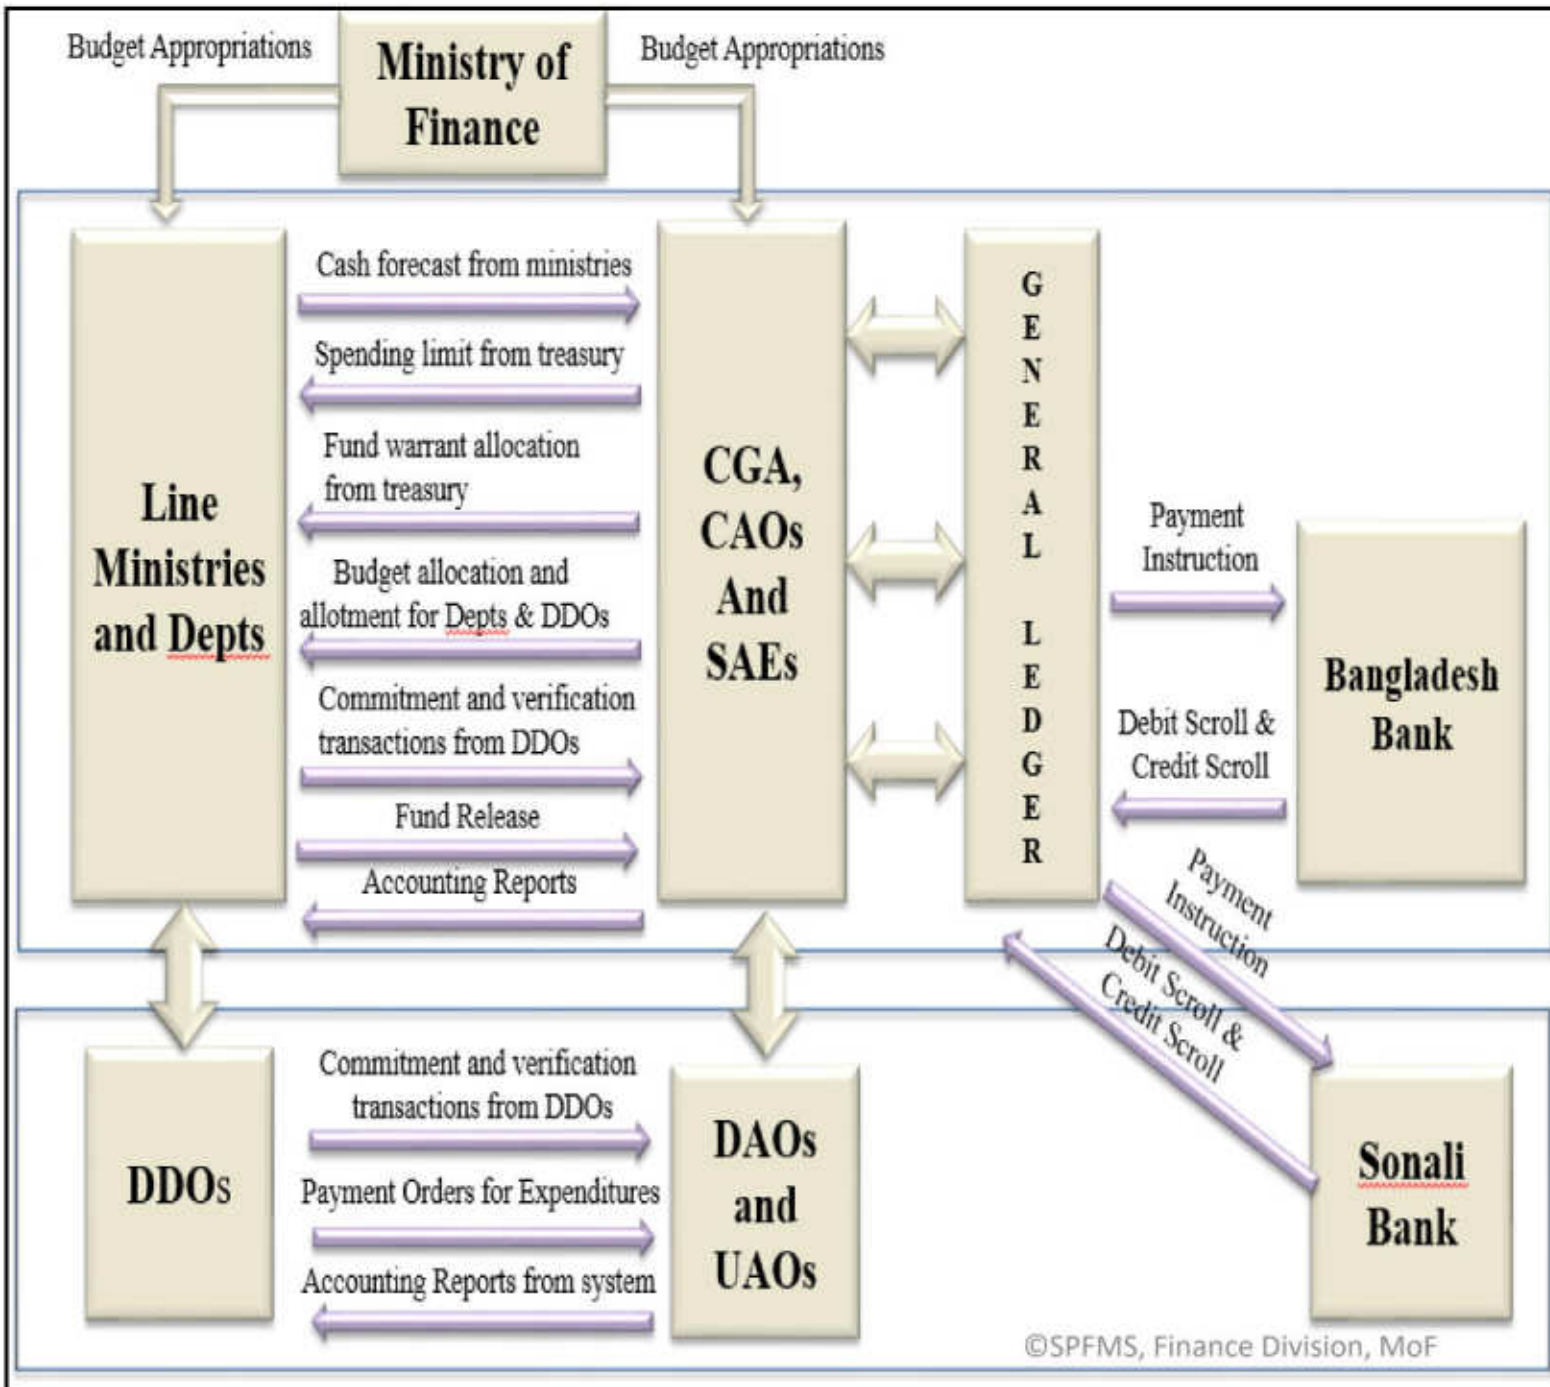 Budget Appropriations
Ministry of
Finance
Budget Appropriations
Line
Ministries
and Depts
Cash forecast from ministries
Spending limit from treasury
Fund warrant allocation
from treasury
Budget allocation and
allotment for Depts & DDOs
Commitment and verification
transactions from DDOs
Fund Release
Accounting Reports
CGA,
CAOs
And
SAEs
G
E
N
E
R
A
L
L
E
D
G
E
R
Payment
Instruction
Debit Scroll &
Credit Scroll
Bangladesh
Bank
Payment
Instruction
Debit Scroll &
Credit Scroll
DDOs
Commitment and verification
transactions from DDOs
Payment Orders for Expenditures
Accounting Reports from system
DAOs
and
UAOs
Sonali
Bank
©SPFMS, Finance Division, MoF